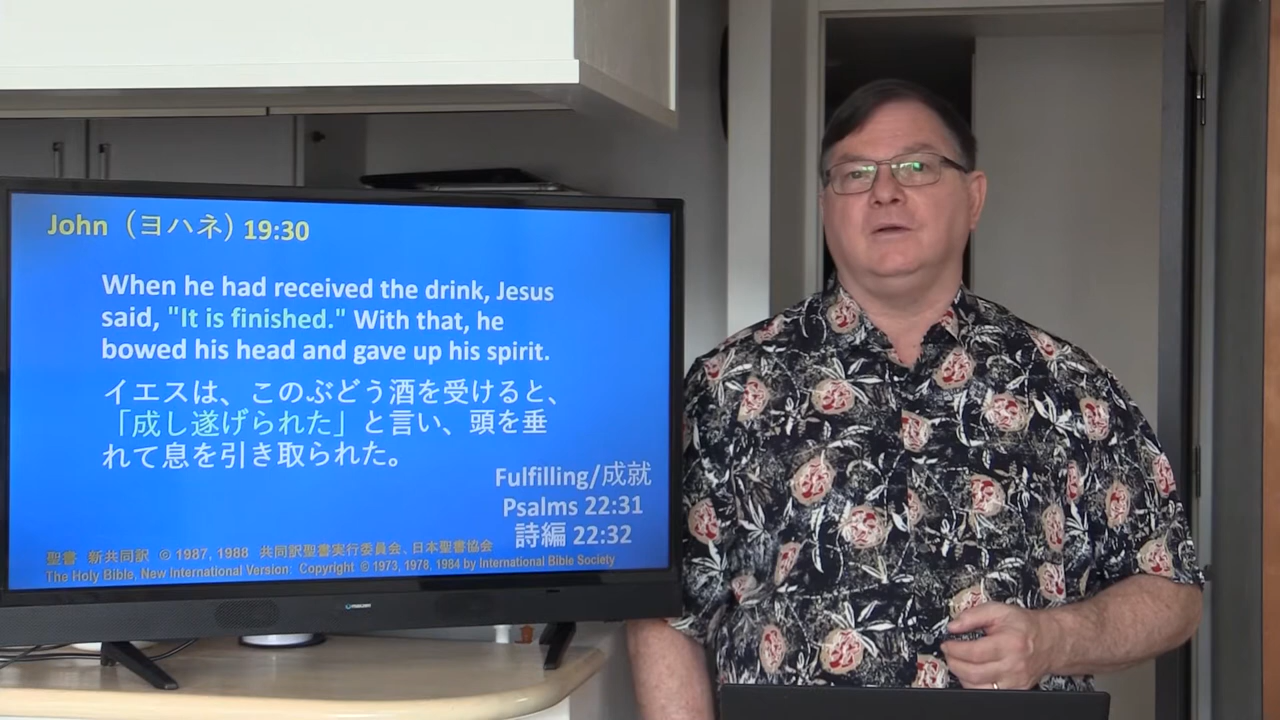 John （ヨハネ) 19:30
When he had received the drink, Jesus
said, "It is finished." With that, he
bowed his head and gave up his spirit.
イエスは、このぶどう酒を受けると、
「成し遂げられた」と言い、頭を垂
れて息を引き取られた。
Fulfilling/成就
Psalms 22:31
詩編 22:32
聖書 新共同訳 © 1987, 1988 共同訳聖書実行委員会、日本聖書協会
The Holy Bible, New International Version: Copyright © 1973, 1978, 1984 by International Bible Society